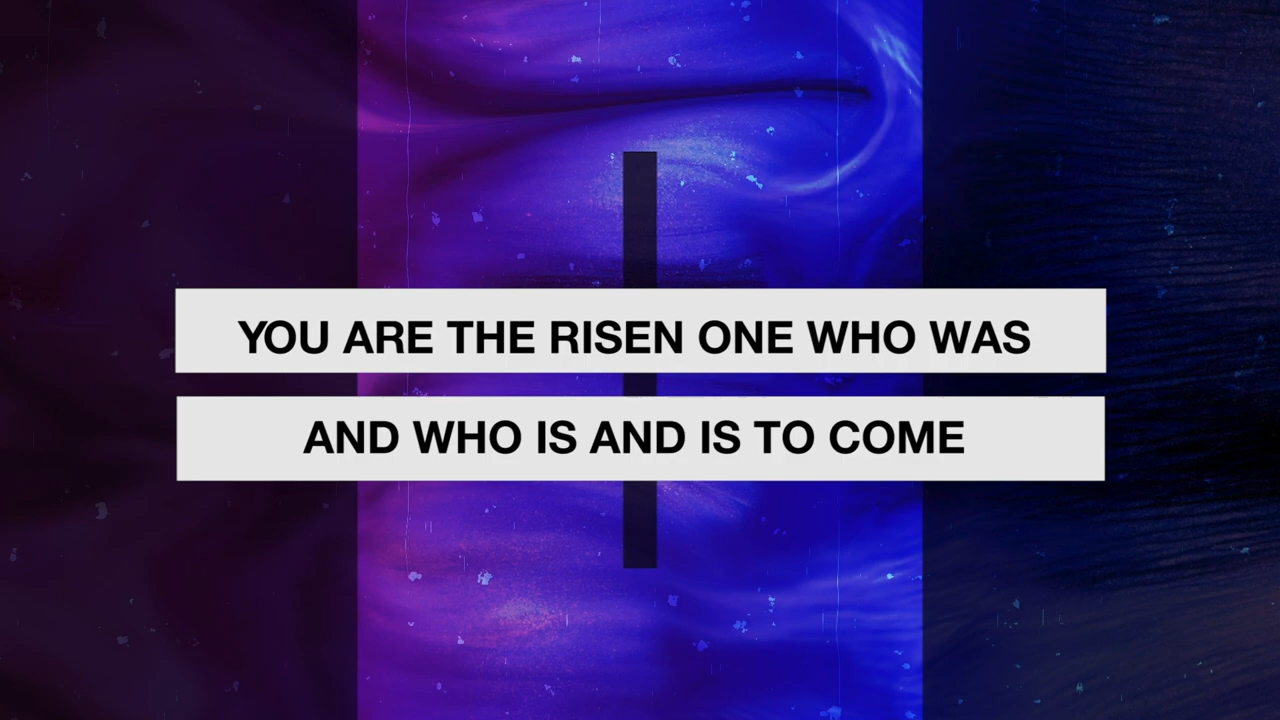 YOU ARE THE RISEN ONE WHO WAS
AND WHO IS AND IS TO COME